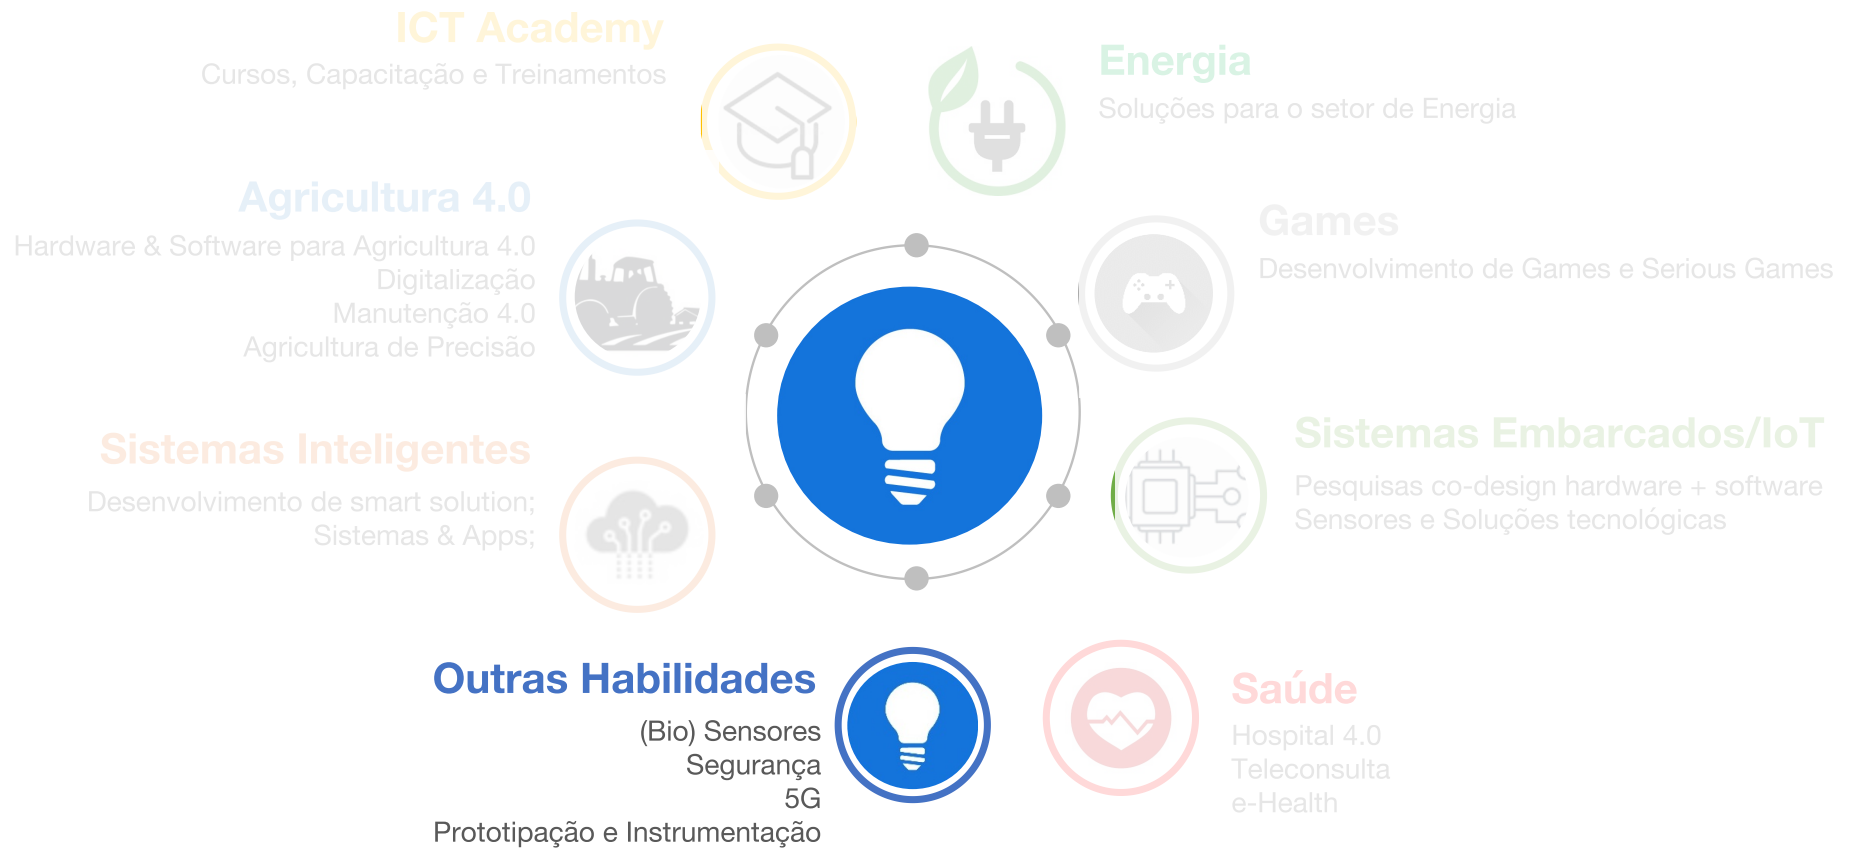 ICT Academy
Cursos, Capacitação e Treinamentos
Energia
Soluções para o setor de Energia
Agricultura 4.0
Hardware & Software para Agricultura 4.0
Digitalização
Manutenção 4.0
Agricultura de Precisão
Games
Desenvolvimento de Games e Serious Games
Sistemas Inteligentes
Desenvolvimento de smart solution;
Sistemas & Apps;
Sistemas Embarcados/IoT
Pesquisas co-design hardware + software
Sensores e Soluções tecnológicas
Outras Habilidades
(Bio) Sensores
Segurança
5G
Prototipação e Instrumentação
Saúde
Hospital 4.0
Teleconsulta
e-Health